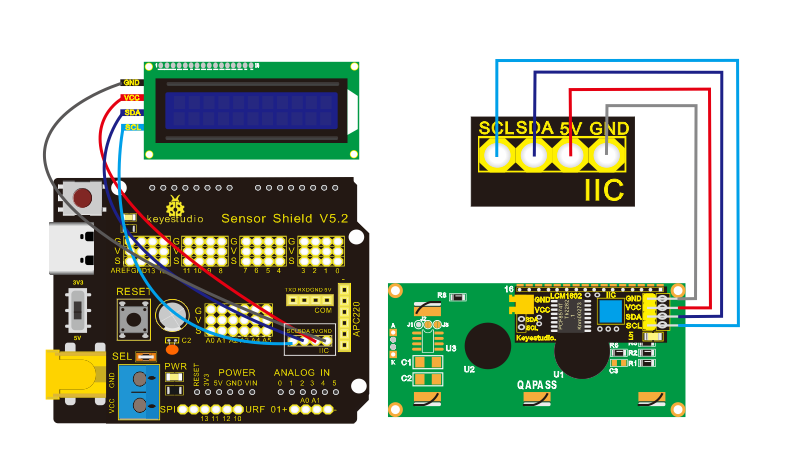 GND
VCC
SDA
SCL
1
16
SCL SDA 5V GND
IIC
keyestudio
Sensor Shield V5.2
G
V
S
G
V
S
G
V
S
G
V
S
AREF GND 13 12
11 10 9 8
7 6 5 4
3 2 1 0
3V3
5V
RESET
TXD RXD GND 5V
COM
APC220
G
V
S
A0 A1 A2 A3 A4 A5
SCL SDA 5V GND
IIC
C2
SEL
PWR
GND
VCC
RESET
3V3
5V GND VIN
POWER
ANALOG IN
0 1 2 3 4 5
SPI
13 11 12 10
URF
01+
A0 A1
-
16
R8
LCM1602
IIC
GND
VCC
SDA
SCL
GND
VCC
SDA
SCL
Keyestudio.
J1
J2
J3
A
K
U3
C1
C2
U2
U1
R5
R2
R1
C3
QAPASS